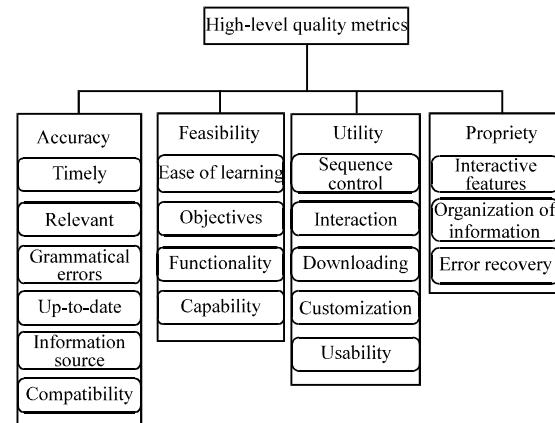 High-level quality metrics
Accuracy
Timely
Relevant
Grammatical
errors
Up-to-date
Information
source
Compatibility
Feasibility
Ease of learning
Objectives
Functionality
Capability
Utility
Sequence
control
Interaction
Downloading
Customization
Usability
Propriety
Interactive
features
Organization of
information
Error recovery